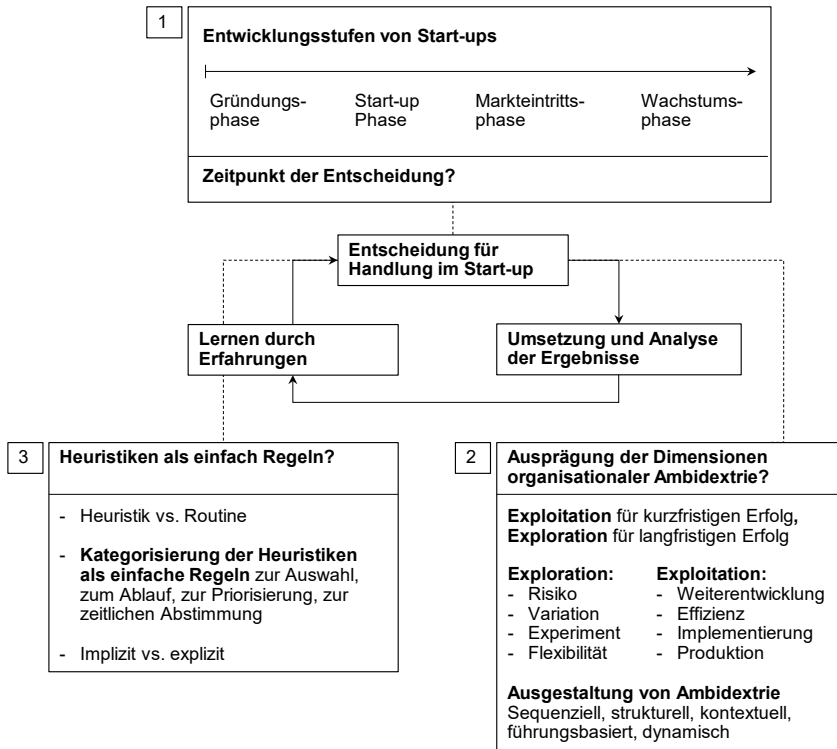 1
Entwicklungsstufen von Start-ups
Gründungs-
phase
Start-up
Phase
Markteintritts-
phase
Wachstums-
phase
Zeitpunkt der Entscheidung?
Entscheidung für
Handlung im Start-up
Lernen durch
Erfahrungen
Umsetzung und Analyse
der Ergebnisse
3
Heuristiken als einfach Regeln?
- Heuristik vs. Routine
- Kategorisierung der Heuristiken
als einfache Regeln zur Auswahl,
zum Ablauf, zur Priorisierung, zur
zeitlichen Abstimmung
- Implizit vs. explizit
2
Ausprägung der Dimensionen
organisationaler Ambidextrie?
Exploitation für kurzfristigen Erfolg,
Exploration für langfristigen Erfolg
Exploration:
- Risiko
- Variation
- Experiment
- Flexibilität
Exploitation:
- Weiterentwicklung
- Effizienz
- Implementierung
- Produktion
Ausgestaltung von Ambidextrie
Sequenziell, strukturell, kontextuell,
führungsbasiert, dynamisch